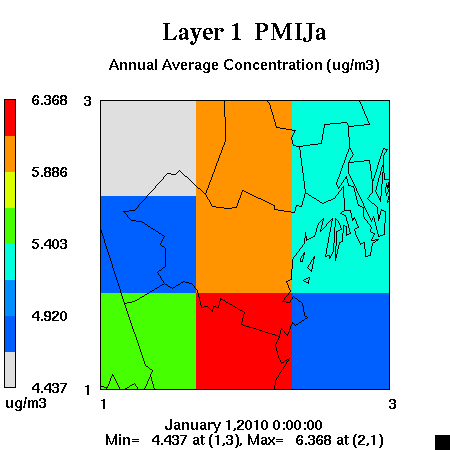 Layer 1 PMIJa
Annual Average Concentration (ug/m3)
6.368
5.886
5.403
4.920
4.437
ug/m3
3
1
1
3
January 1,2010 0:00:00
Min= 4.437 at (1,3), Max= 6.368 at (2,1)